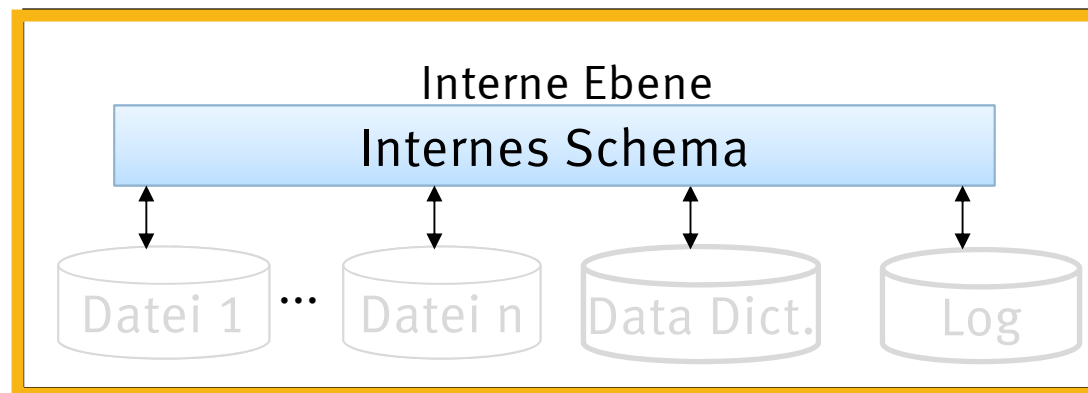 Interne Ebene
Internes Schema
Datei 1 ... Datei n Data Dict. Log